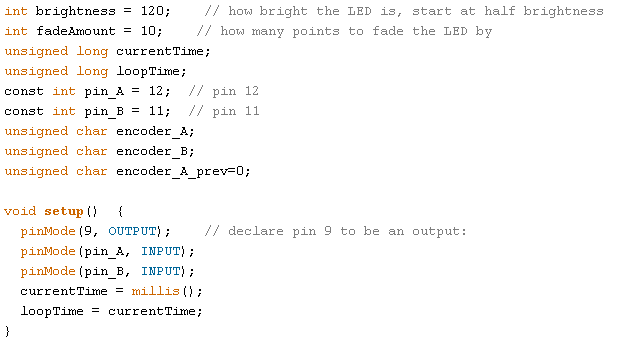 int brightness = 120;    // how bright the LED is, start at half brightness
int fadeAmount = 10;    // how many points to fade the LED by
unsigned long currentTime;
unsigned long loopTime;
const int pin_A = 12;  // pin 12
const int pin_B = 11;  // pin 11
unsigned char encoder_A;
unsigned char encoder_B;
unsigned char encoder_A_prev=0;

void setup()  {
  pinMode(9, OUTPUT);    // declare pin 9 to be an output:
  pinMode(pin_A, INPUT);
  pinMode(pin_B, INPUT);
  currentTime = millis();
  loopTime = currentTime;
}